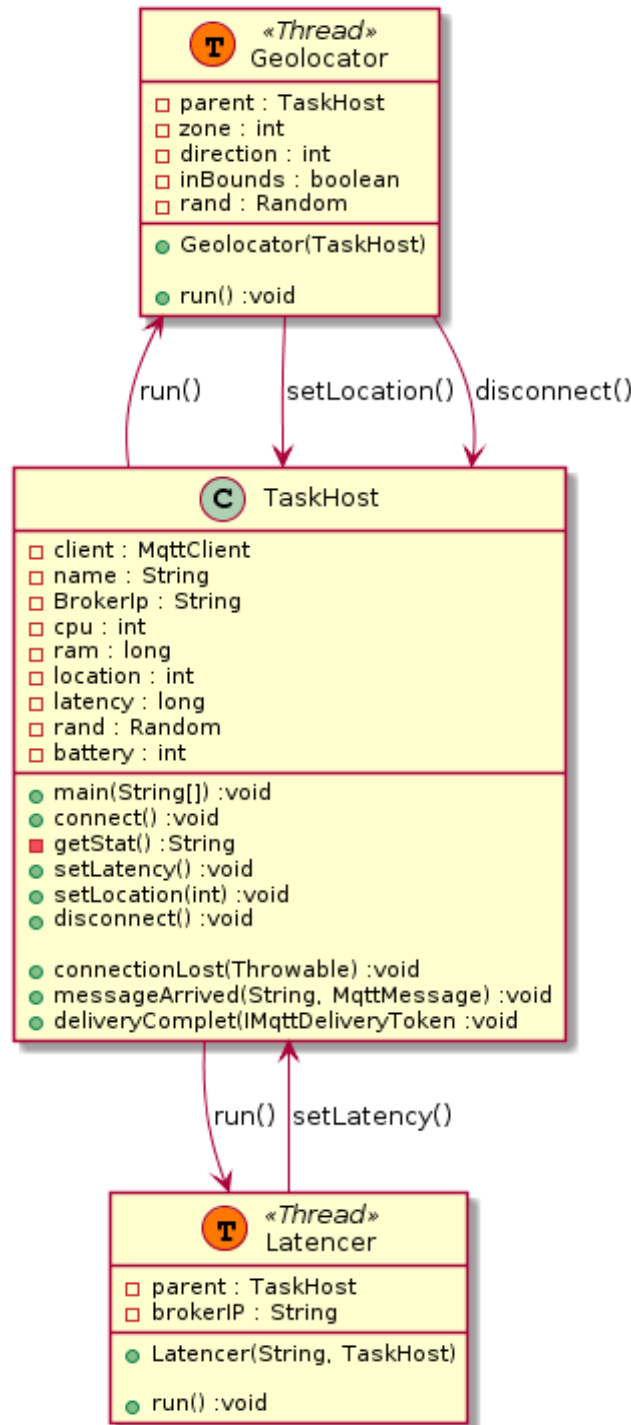 T
«Thread»
Geolocator
parent : TaskHost
zone : int
direction : int
inBounds : boolean
rand : Random
Geolocator(TaskHost)
run() :void
run()
setLocation()
disconnect()
C
TaskHost
client : MqttClient
name : String
BrokerIp : String
cpu : int
ram : long
location : int
latency : long
rand : Random
battery : int
main(String[]) :void
connect() :void
getStat() :String
setLatency() :void
setLocation(int) :void
disconnect() :void
connectionLost(Throwable) :void
messageArrived(String, MqttMessage) :void
deliveryComplet(IMqttDeliveryToken :void
run()
setLatency()
T
«Thread»
Latencer
parent : TaskHost
brokerIP : String
Latencer(String, TaskHost)
run() :void